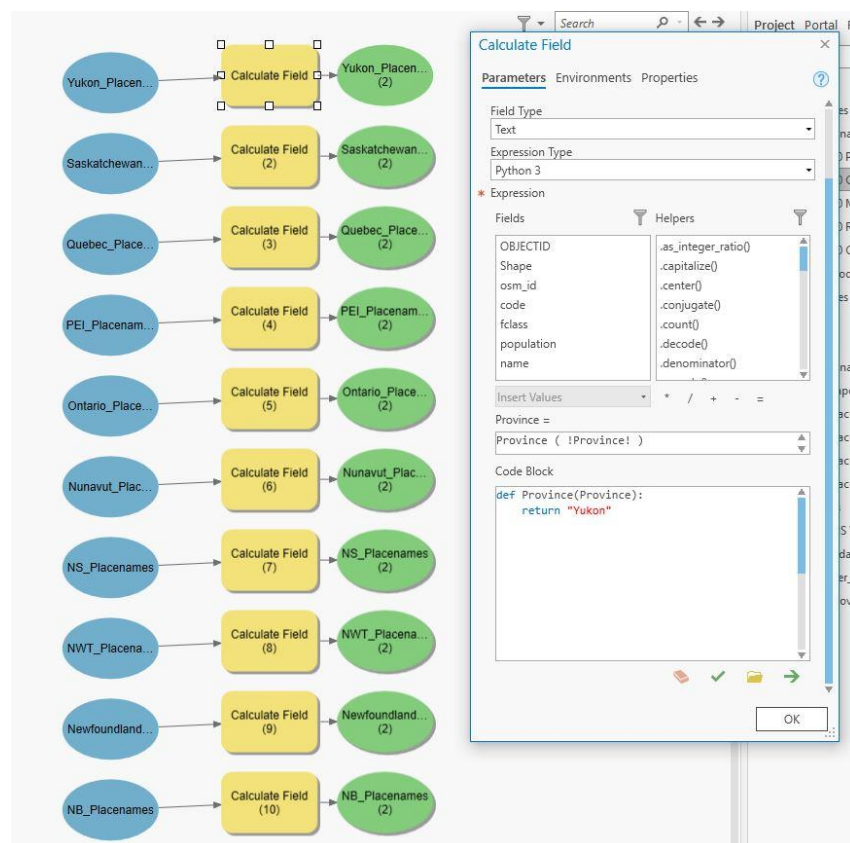 Search
Project Portal
Calculate Field
Parameters Environments Properties
Field Type
Text
Expression Type
Python 3
* Expression
Fields
Helpers
OBJECTID
Shape
osm_id
code
fclass
population
name
.as_integer_ratio()
.capitalize()
.center()
.conjugate()
.count()
.decode()
.denominator()
Insert Values
* / + - =
Province =
Province ( !Province! )
Code Block
def Province(Province):
    return "Yukon"
OK
Yukon_Placen...
Calculate Field
Yukon_Placen...
(2)
Saskatchewan...
Calculate Field
(2)
Saskatchewan...
(2)
Quebec_Place...
Calculate Field
(3)
Quebec_Place...
(2)
PEI_Placenam...
Calculate Field
(4)
PEI_Placenam...
(2)
Ontario_Place...
Calculate Field
(5)
Ontario_Place...
(2)
Nunavut_Plac...
Calculate Field
(6)
Nunavut_Plac...
(2)
NS_Placenames
Calculate Field
(7)
NS_Placenames
(2)
NWT_Placena...
Calculate Field
(8)
NWT_Placena...
(2)
Newfoundland...
Calculate Field
(9)
Newfoundland...
(2)
NB_Placenames
Calculate Field
(10)
NB_Placenames
(2)